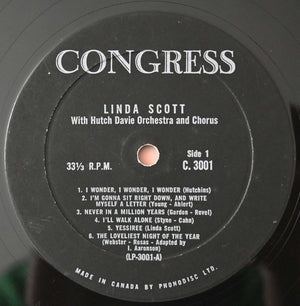 CONGRESS
LINDA SCOTT
With Hutch Davie Orchestra and Chorus
Side 1
33⅓ R.P.M.
C. 3001
1. I WONDER, I WONDER, I WONDER (Hutchins)
2. I'M GONNA SIT RIGHT DOWN, AND WRITE
MYSELF A LETTER (Young - Ahlert)
3. NEVER IN A MILLION YEARS (Gordon - Revel)
4. I'LL WALK ALONE (Styne - Cahn)
5. YESSIREE (Linda Scott)
6. THE LOVELIEST NIGHT OF THE YEAR
(Webster - Rosas - Adapted by
I. Aaronson)
(LP-3001-A)
MADE IN CANADA BY PHONODISC LTD.